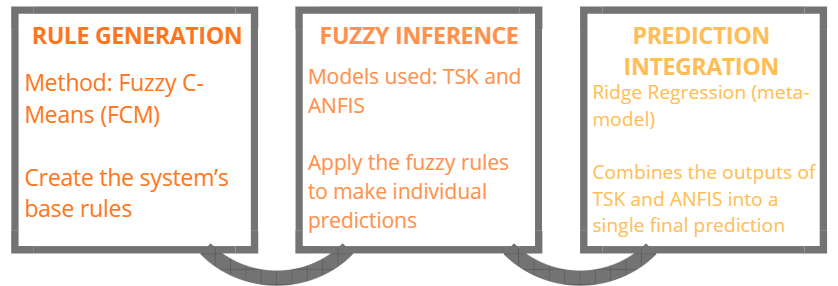 RULE GENERATION
Method: Fuzzy C-
Means (FCM)
Create the system’s
base rules
FUZZY INFERENCE
Models used: TSK and
ANFIS
Apply the fuzzy rules
to make individual
predictions
PREDICTION
INTEGRATION
Ridge Regression (meta-
model)
Combines the outputs of
TSK and ANFIS into a
single final prediction